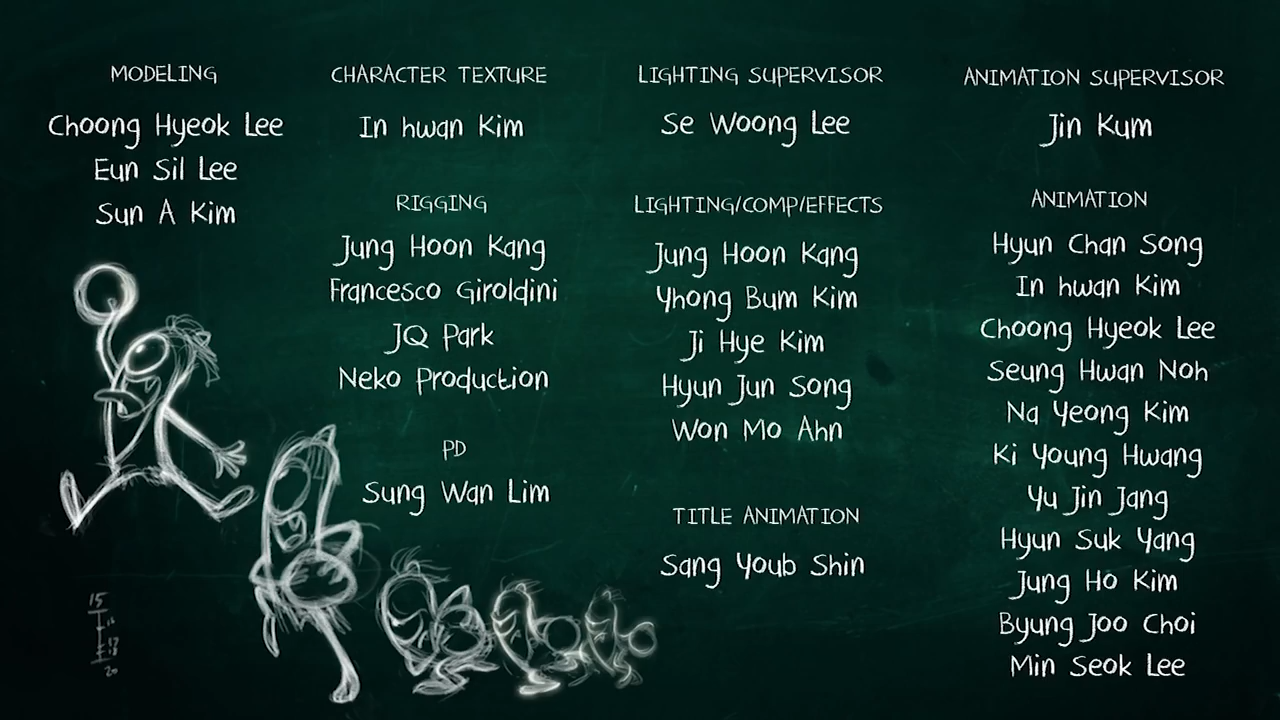 MODELING
Choong Hyeok Lee
Eun Sil Lee
Sun A Kim
CHARACTER TEXTURE
In hwan Kim
RIGGING
Jung Hoon Kang
Francesco Giroldini
JQ Park
Neko Production
PD
Sung Wan Lim
LIGHTING SUPERVISOR
Se Woong Lee
LIGHTING/COMP/EFFECTS
Jung Hoon Kang
Yhong Bum Kim
Ji Hye Kim
Hyun Jun Song
Won Mo Ahn
TITLE ANIMATION
Sang Youb Shin
ANIMATION SUPERVISOR
Jin Kum
ANIMATION
Hyun Chan Song
In hwan Kim
Choong Hyeok Lee
Seung Hwan Noh
Na Yeong Kim
Ki Young Hwang
Yu Jin Jang
Hyun Suk Yang
Jung Ho Kim
Byung Joo Choi
Min Seok Lee
15
20